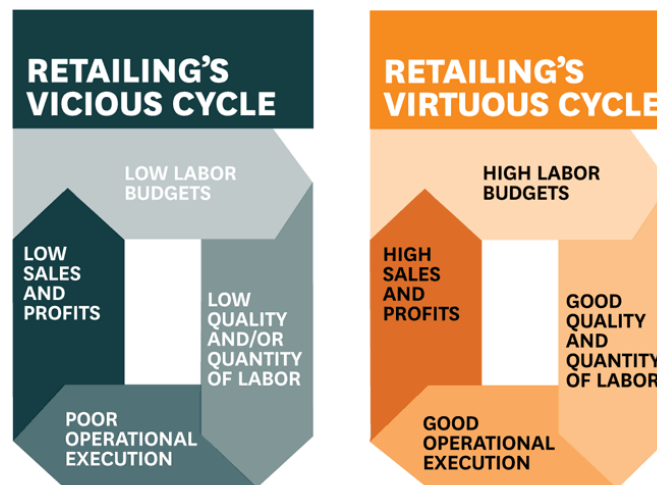 RETAILING'S
VICIOUS CYCLE
LOW LABOR
BUDGETS
LOW
QUALITY
AND/OR
QUANTITY
OF LABOR
POOR
OPERATIONAL
EXECUTION
LOW
SALES
AND
PROFITS
RETAILING'S
VIRTUOUS CYCLE
HIGH LABOR
BUDGETS
GOOD
QUALITY
AND
QUANTITY
OF LABOR
GOOD
OPERATIONAL
EXECUTION
HIGH
SALES
AND
PROFITS